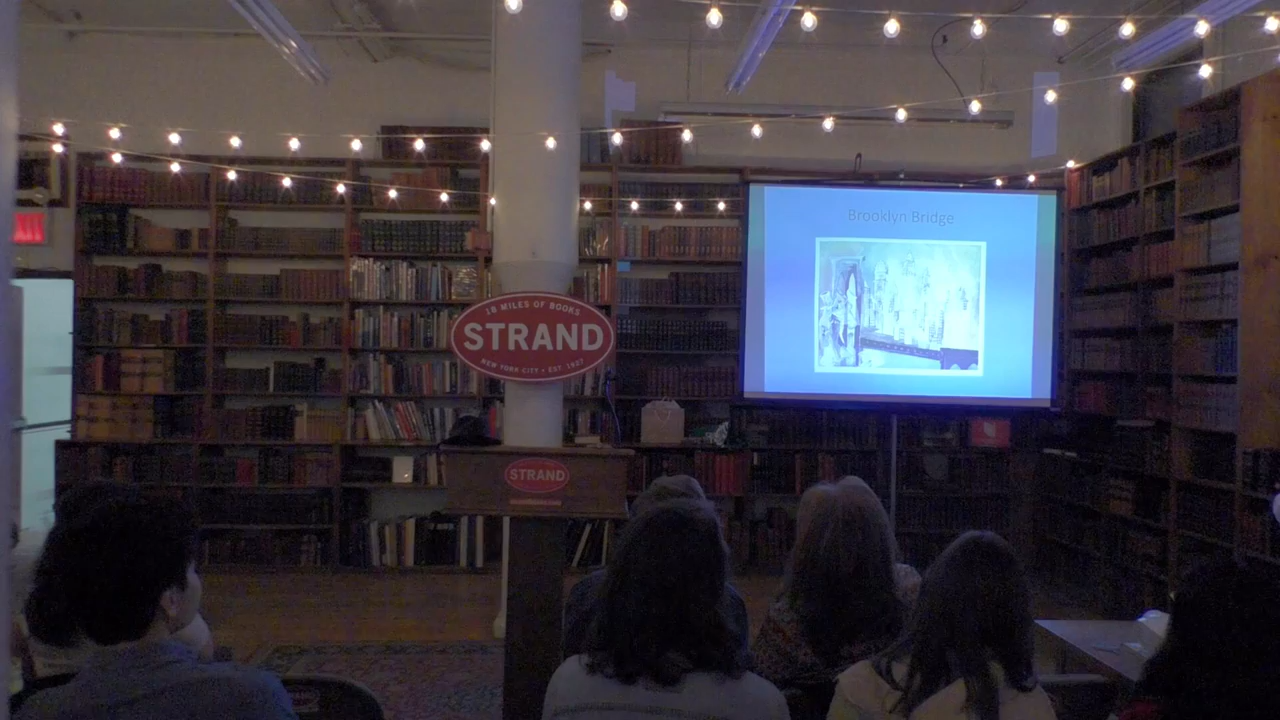 Brooklyn Bridge
18 MILES OF BOOKS
STRAND
NEW YORK CITY • EST. 1927
STRAND